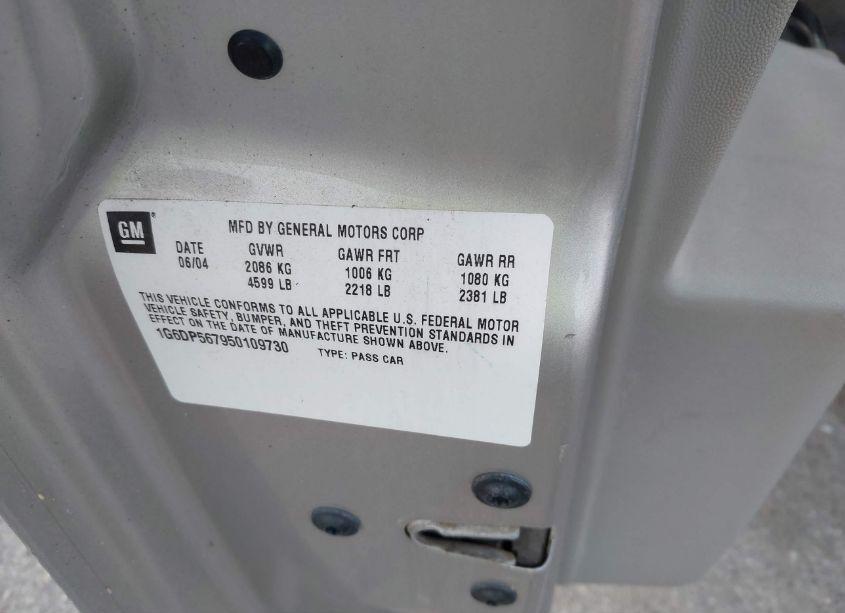 GM
MFD BY GENERAL MOTORS CORP
DATE GVWR GAWR FRT GAWR RR
06/04 2086 KG 1006 KG 1080 KG
4599 LB 2218 LB 2381 LB
THIS VEHICLE CONFORMS TO ALL APPLICABLE U.S. FEDERAL MOTOR
VEHICLE SAFETY, BUMPER, AND THEFT PREVENTION STANDARDS IN
EFFECT ON THE DATE OF MANUFACTURE SHOWN ABOVE.
1G6DP567950109730 TYPE: PASS CAR